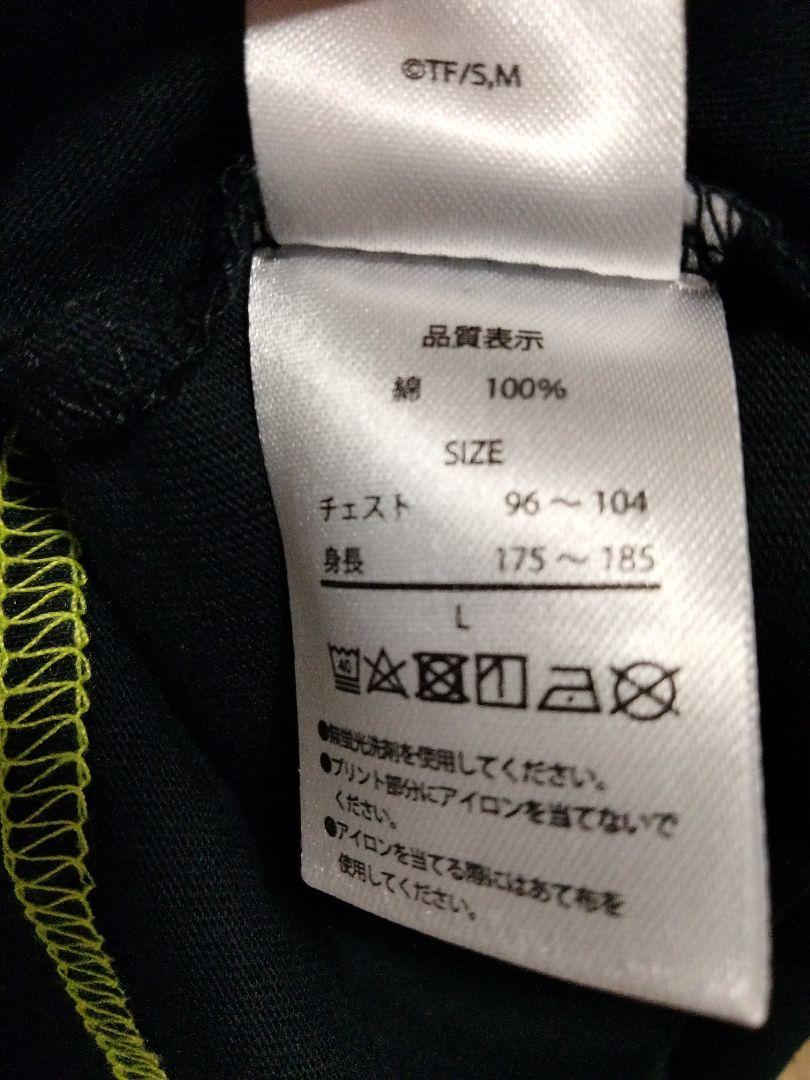 ©TF/S,M
品質表示
綿 100%
SIZE
チェスト 96～104
身長 175～185
L
40
●無蛍光洗剤を使用してください。
●プリント部分にアイロンを当てないで
ください。
●アイロンを当てる際にはあて布を
使用してください。